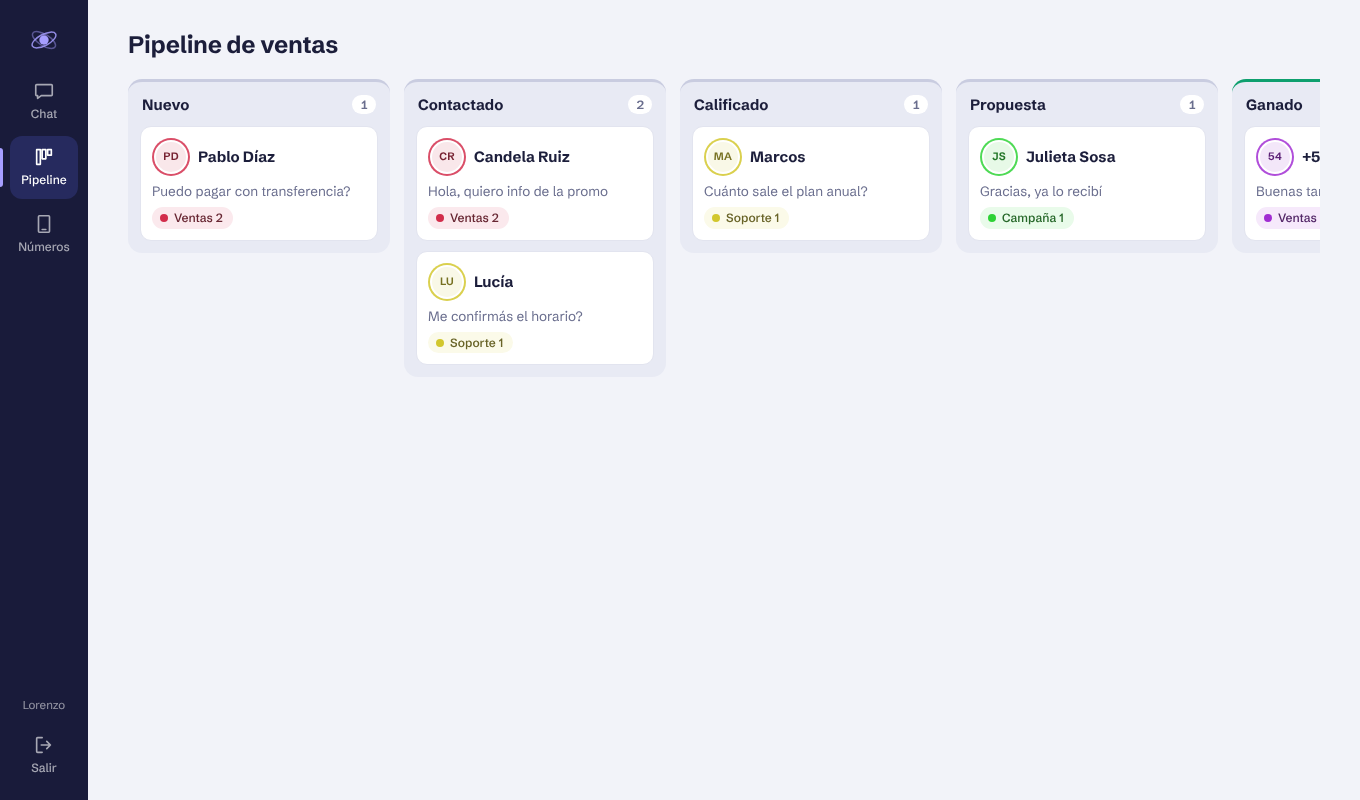 Chat
Pipeline
Números
Lorenzo
Salir
Pipeline de ventas
Nuevo 1
PD Pablo Díaz
Puedo pagar con transferencia?
Ventas 2
Contactado 2
CR Candela Ruiz
Hola, quiero info de la promo
Ventas 2
LU Lucía
Me confirmás el horario?
Soporte 1
Calificado 1
MA Marcos
Cuánto sale el plan anual?
Soporte 1
Propuesta 1
JS Julieta Sosa
Gracias, ya lo recibí
Campaña 1
Ganado
54 +5
Buenas
Ventas